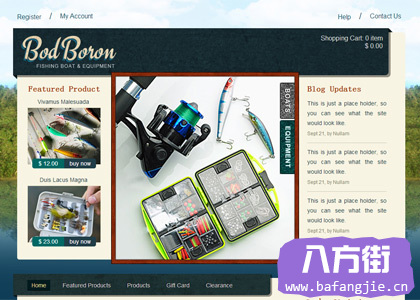 Register / My Account
Help / Contact Us
BodBoron
FISHING BOAT & EQUIPMENT
Shopping Cart: 0 item
$ 0.00
Featured Product
Vivamus Malesuada
$ 12.00 buy now
Duis Lacus Magna
$ 23.00 buy now
BOATS
EQUIPMENT
Blog Updates
This is just a place holder, so
you can see what the site
would look like.
Sept 21, by Nullam
This is just a place holder, so
you can see what the site
would look like.
Sept 21, by Nullam
This is just a place holder, so
you can see what the site
would look like.
Sept 21, by Nullam
Home
Featured Products
Products
Gift Card
Clearance
八方街
www.bafangjie.cn